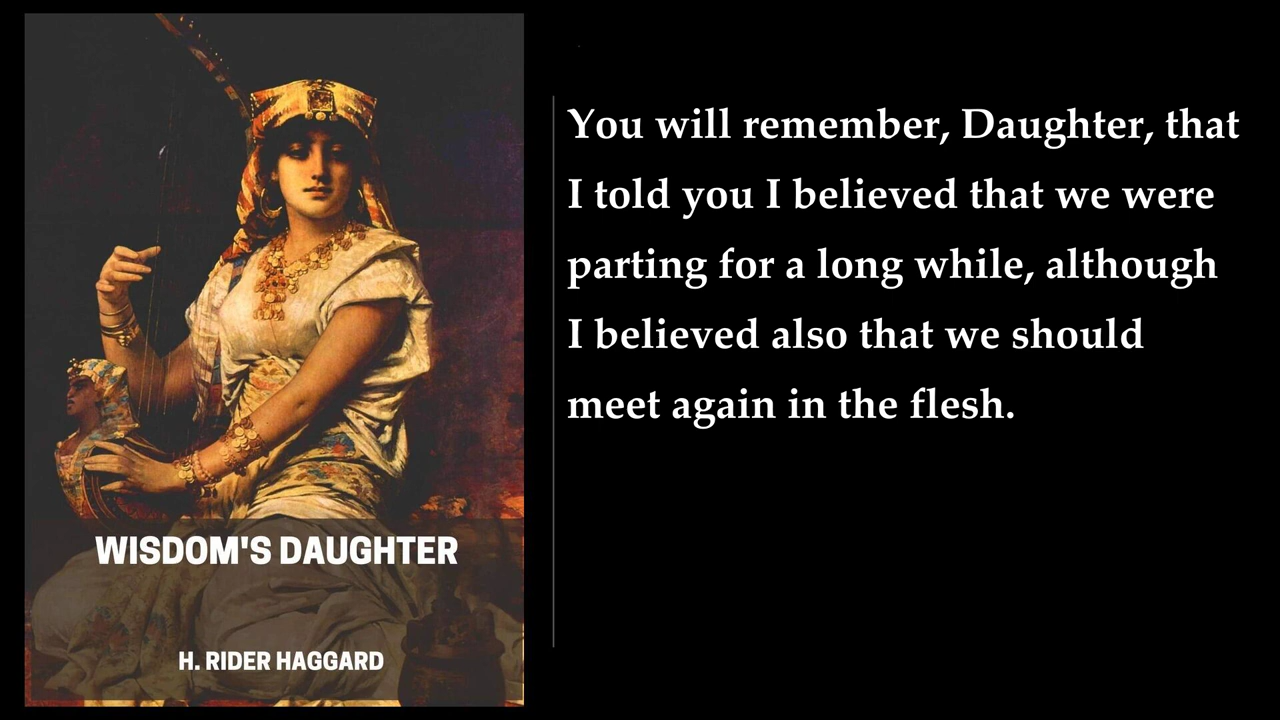 WISDOM'S DAUGHTER
H. RIDER HAGGARD
You will remember, Daughter, that
I told you I believed that we were
parting for a long while, although
I believed also that we should
meet again in the flesh.